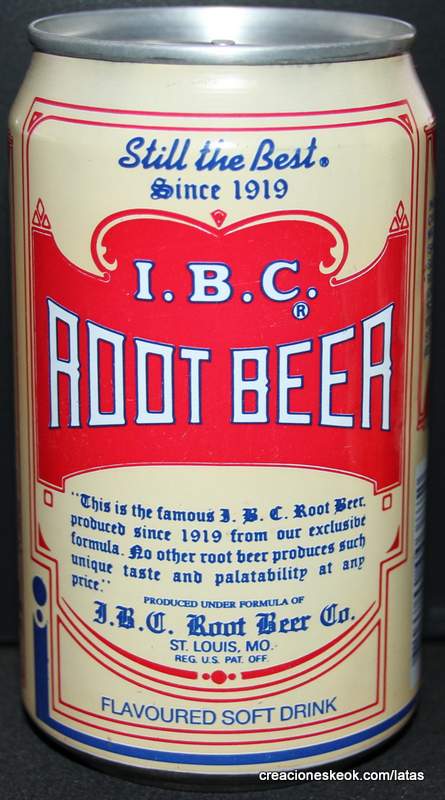 Still the Best®
Since 1919
I.B.C.®
ROOT BEER
"This is the famous I. B. C. Root Beer,
produced since 1919 from our exclusive
formula. No other root beer produces such
unique taste and palatability at any
price."
PRODUCED UNDER FORMULA OF
I.B.C. Root Beer Co.
ST. LOUIS, MO.
REG. U.S. PAT. OFF.
FLAVOURED SOFT DRINK
creacioneskeok.com/latas